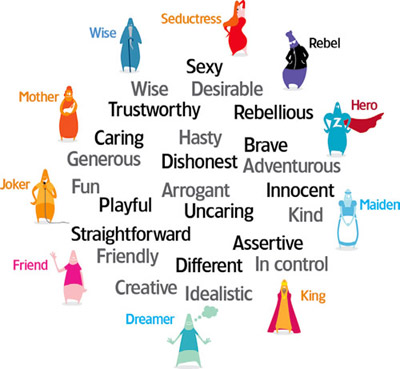 Seductress
Wise
Rebel
Sexy
Wise Desirable
Mother
Trustworthy Rebellious
Hero
Z
Caring Hasty Brave
Generous Dishonest Adventurous
Joker
Fun Arrogant Innocent
Playful Uncaring Kind
Maiden
Straightforward Assertive
Friend
Friendly Different In control
Creative Idealistic
King
Dreamer